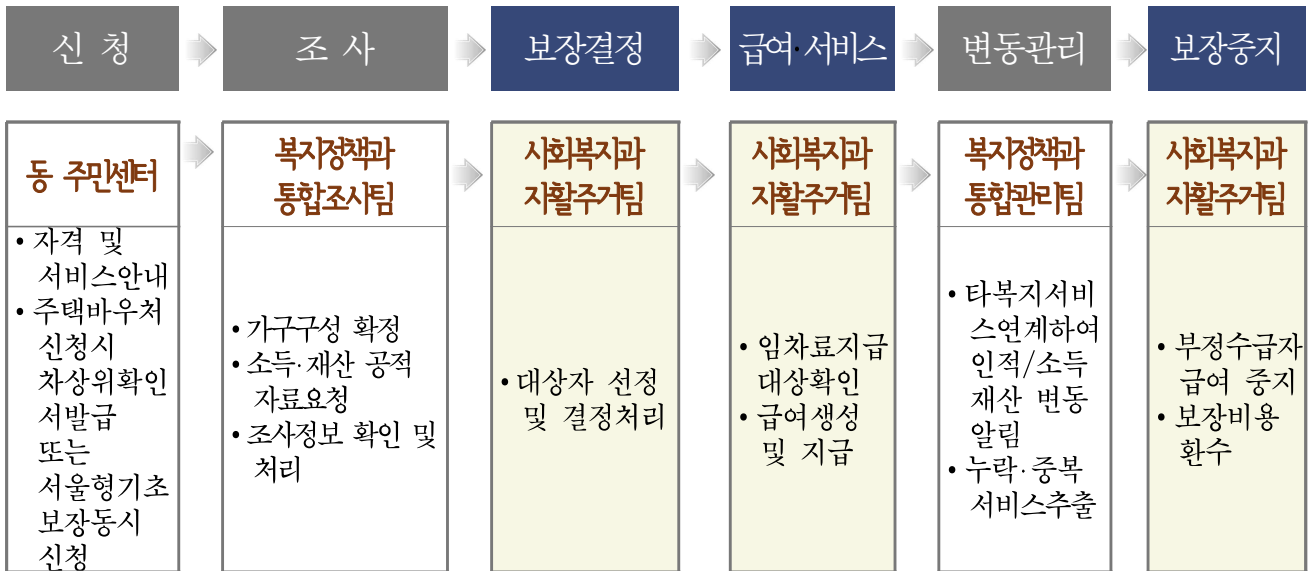 신 청
조 사
보장결정
급여·서비스
변동관리
보장중지
동 주민센터
• 자격 및
서비스안내
• 주택바우처
신청시
차상위확인
서발급
또는
서울형기초
보장동시
신청
복지정책과
통합조사팀
• 가구구성 확정
• 소득·재산 공적
자료요청
• 조사정보 확인 및
처리
사회복지과
자활주거팀
• 대상자 선정
및 결정처리
사회복지과
자활주거팀
• 임차료지급
대상확인
• 급여생성
및 지급
복지정책과
통합관리팀
• 타복지서비
스연계하여
인적/소득
재산 변동
알림
• 누락·중복
서비스추출
사회복지과
자활주거팀
• 부정수급자
급여 중지
• 보장비용
환수